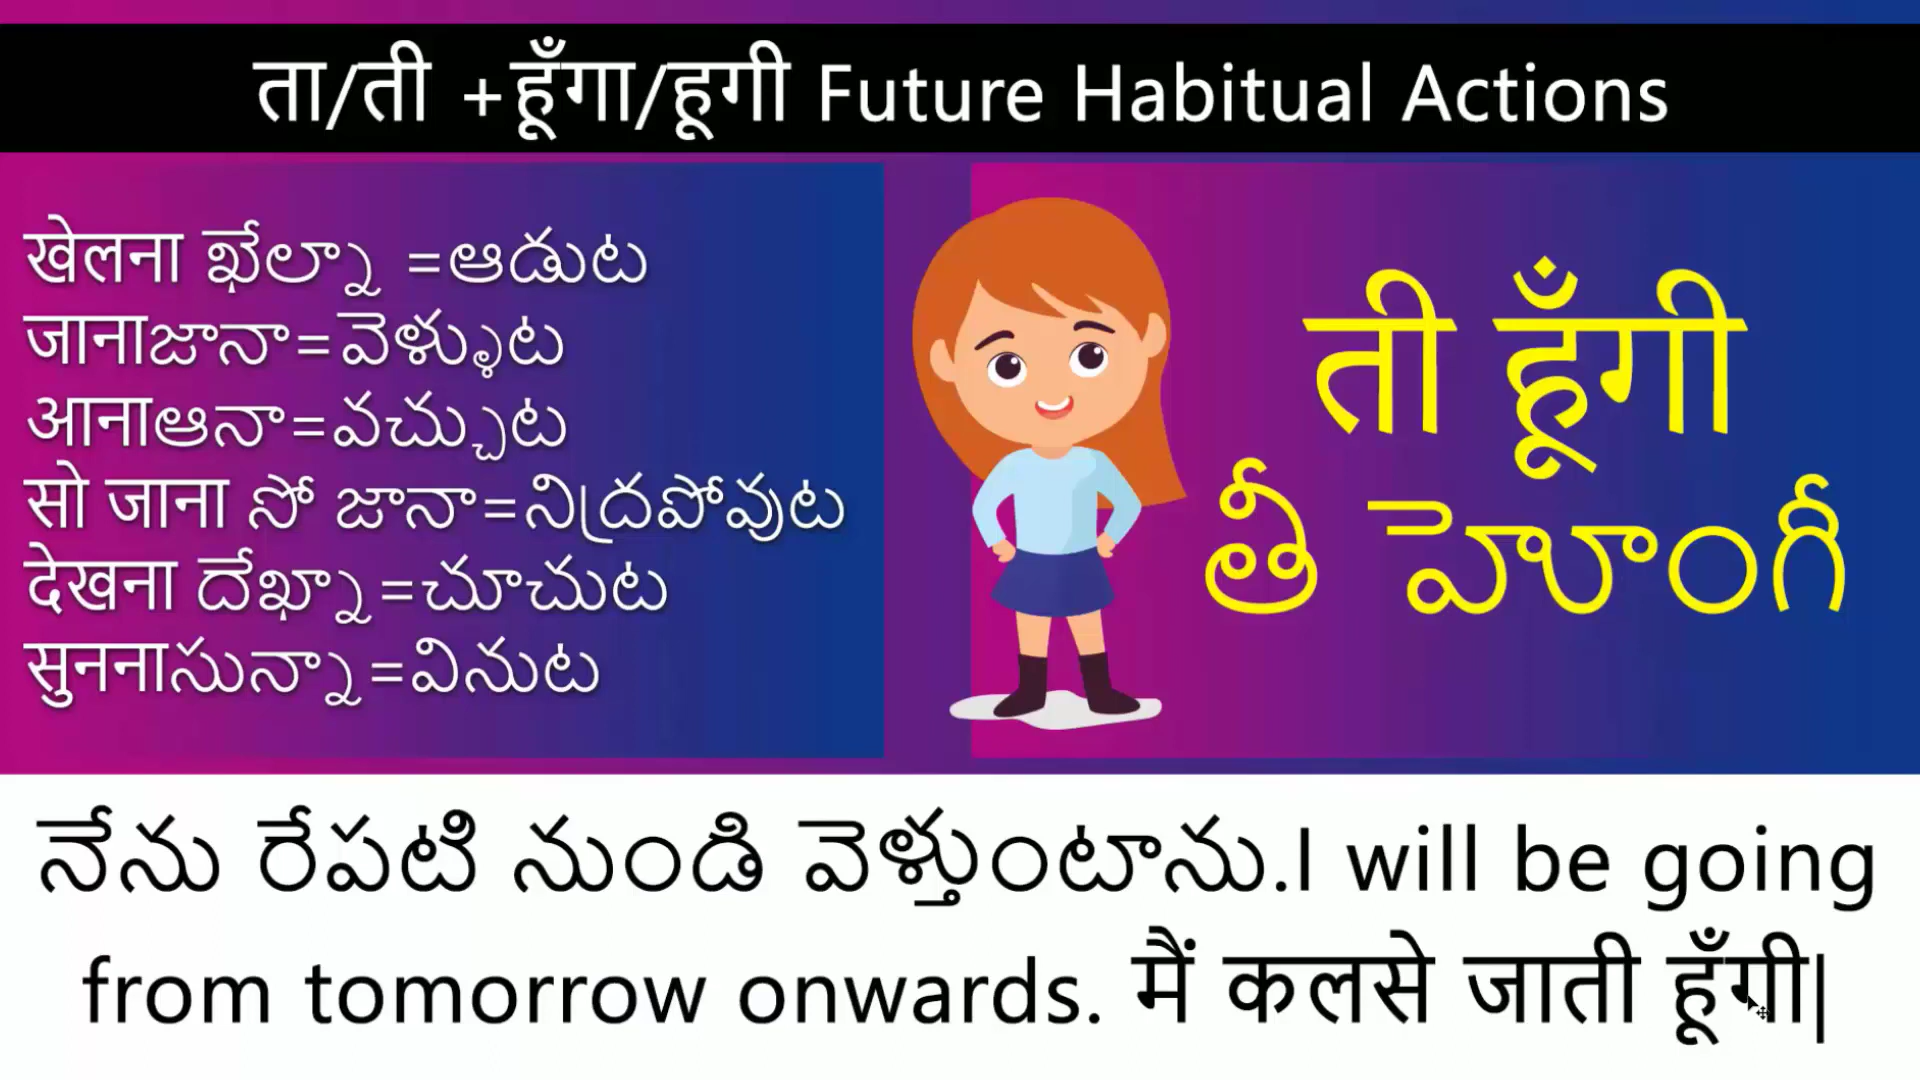 ता/ती +हूँगा/हूगी Future Habitual Actions
खेलना ఖేల్నా =ఆడుట
जानाజానా=వెళ్ళుట
आनाఆనా=వచ్చుట
सो जाना సో జానా=నిద్రపోవుట
देखना దేఖ్నా=చూచుట
सुननाసున్నా=వినుట
ती हूँगी
తీ హెూంగీ
నేను రేపటి నుండి వెళ్తుంటాను.I will be going
from tomorrow onwards. मैं कलसे जाती हूँगी|